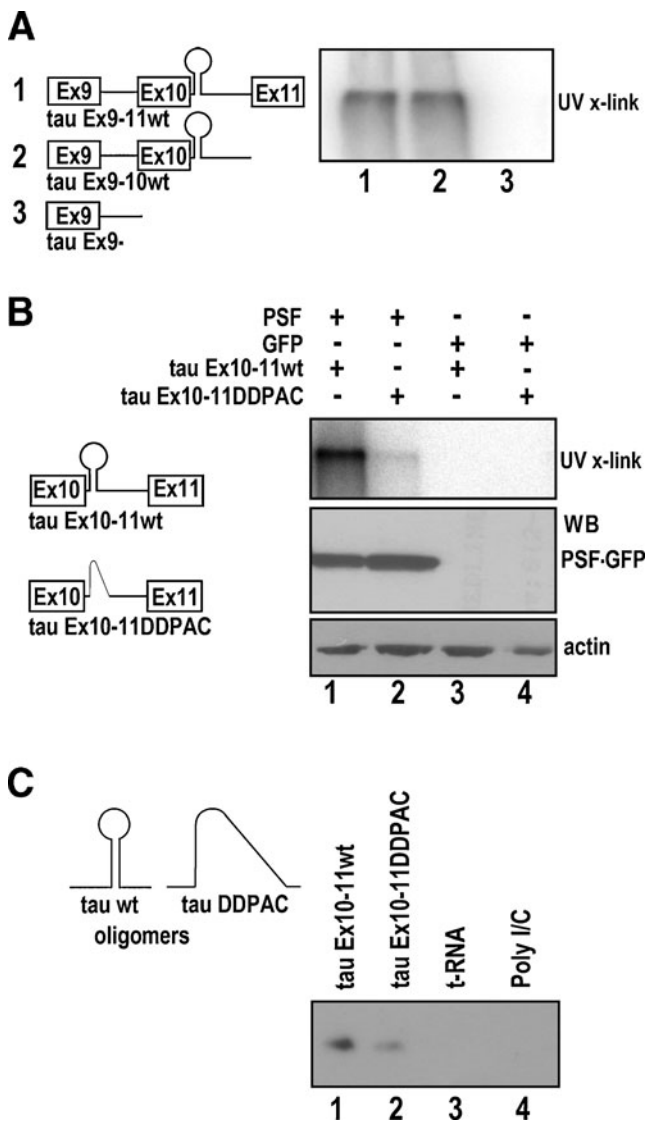 A
1 Ex9 Ex10 Ex11
tau Ex9-11wt
2 Ex9 Ex10
tau Ex9-10wt
3 Ex9
tau Ex9-
UV x-link
1 2 3
B
PSF + + - -
GFP - - + +
tau Ex10-11wt + - + -
tau Ex10-11DDPAC - + - +
UV x-link
WB
PSF·GFP
actin
1 2 3 4
Ex10 Ex11
tau Ex10-11wt
Ex10 Ex11
tau Ex10-11DDPAC
C
tau wt tau DDPAC
oligomers
tau Ex10-11wt
tau Ex10-11DDPAC
t-RNA
Poly I/C
1 2 3 4